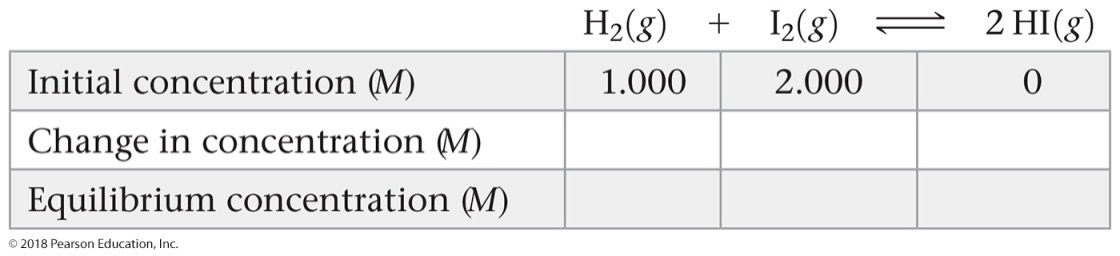 H₂(g) + I₂(g) ⇌ 2 HI(g)
Initial concentration (M) 1.000 2.000 0
Change in concentration (M)
Equilibrium concentration (M)
© 2018 Pearson Education, Inc.